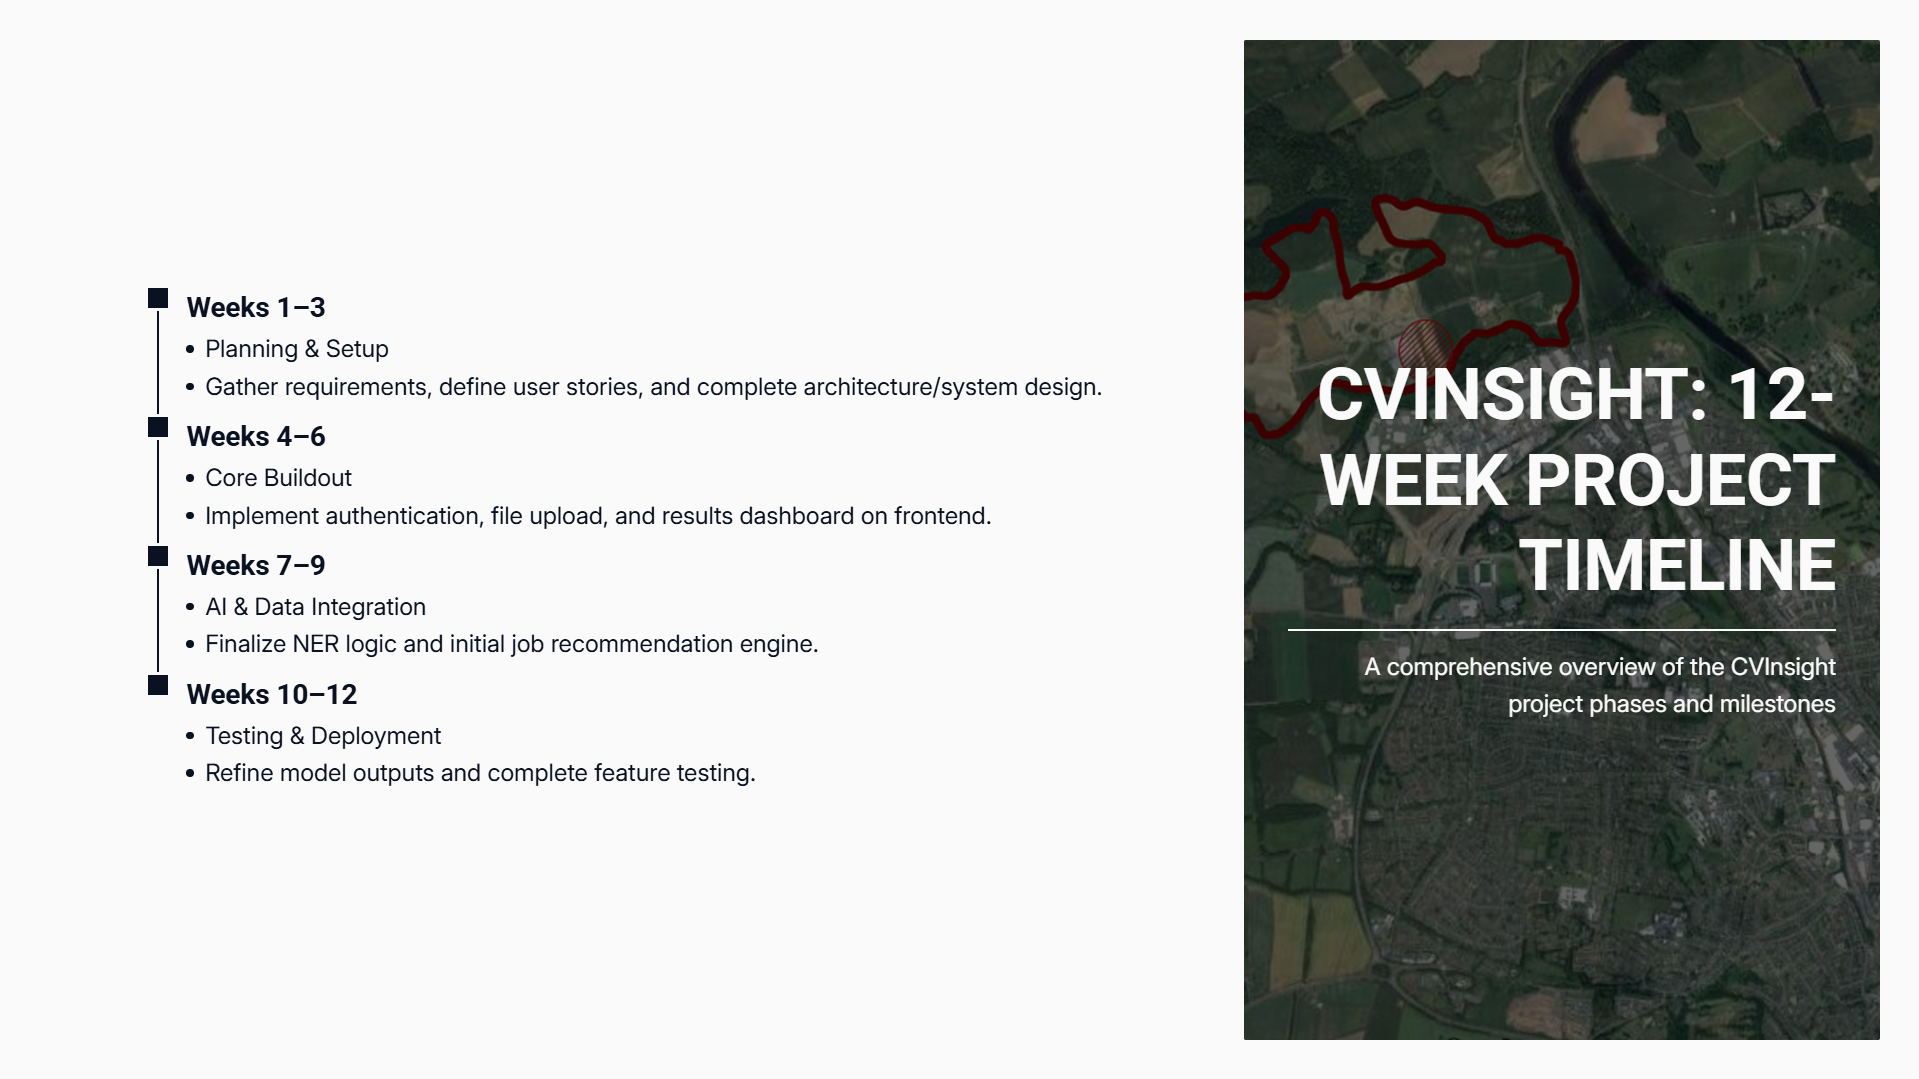 Weeks 1–3
• Planning & Setup
• Gather requirements, define user stories, and complete architecture/system design.
Weeks 4–6
• Core Buildout
• Implement authentication, file upload, and results dashboard on frontend.
Weeks 7–9
• AI & Data Integration
• Finalize NER logic and initial job recommendation engine.
Weeks 10–12
• Testing & Deployment
• Refine model outputs and complete feature testing.
CVINSIGHT: 12-
WEEK PROJECT
TIMELINE
A comprehensive overview of the CVInsight
project phases and milestones